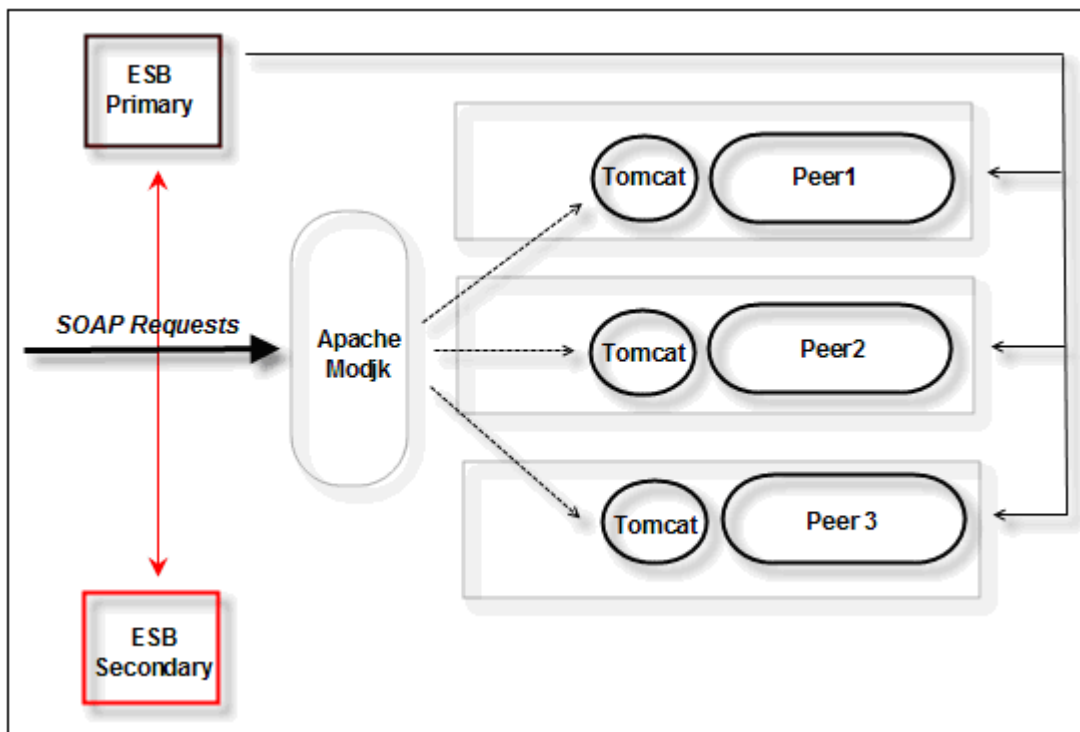 ESB
Primary
Tomcat
Peer1
SOAP Requests
Apache
Modjk
Tomcat
Peer2
Tomcat
Peer 3
ESB
Secondary